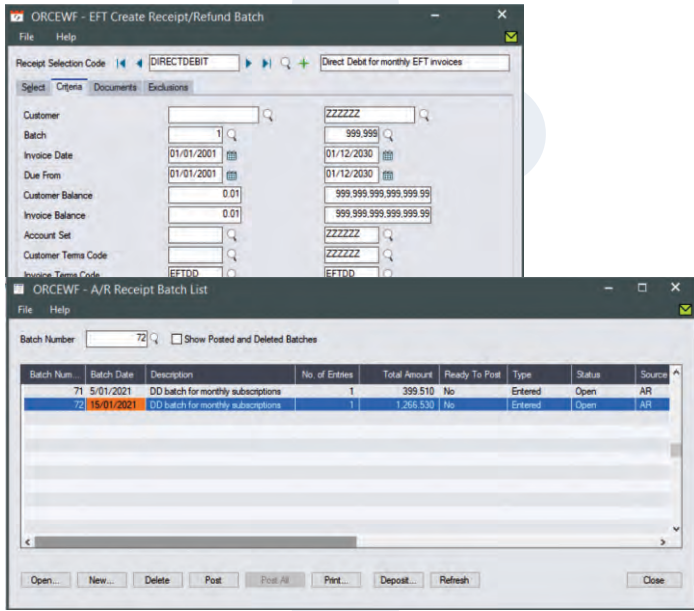 ORCEWF - EFT Create Receipt/Refund Batch
File Help
Receipt Selection Code DIRECTDEBIT Direct Debit for monthly EFT invoices
Select Criteria Documents Exclusions
Customer ZZZZZZ
Batch 1 999,999
Invoice Date 01/01/2001 01/12/2030
Due From 01/01/2001 01/12/2030
Customer Balance 0.01 999,999,999,999,999.99
Invoice Balance 0.01 999,999,999,999,999.99
Account Set ZZZZZZ
Customer Terms Code ZZZZZZ
Invoice Terms Code EFTDD EFTDD
ORCEWF - A/R Receipt Batch List
File Help
Batch Number 72 Show Posted and Deleted Batches
Batch Num... Batch Date Description No. of Entries Total Amount Ready To Post Type Status Source
71 5/01/2021 DD batch for monthly subscriptions 1 399.510 No Entered Open AR
72 15/01/2021 DD batch for monthly subscriptions 1 1,266.530 No Entered Open AR
Open... New... Delete Post Post All Print... Deposit... Refresh Close